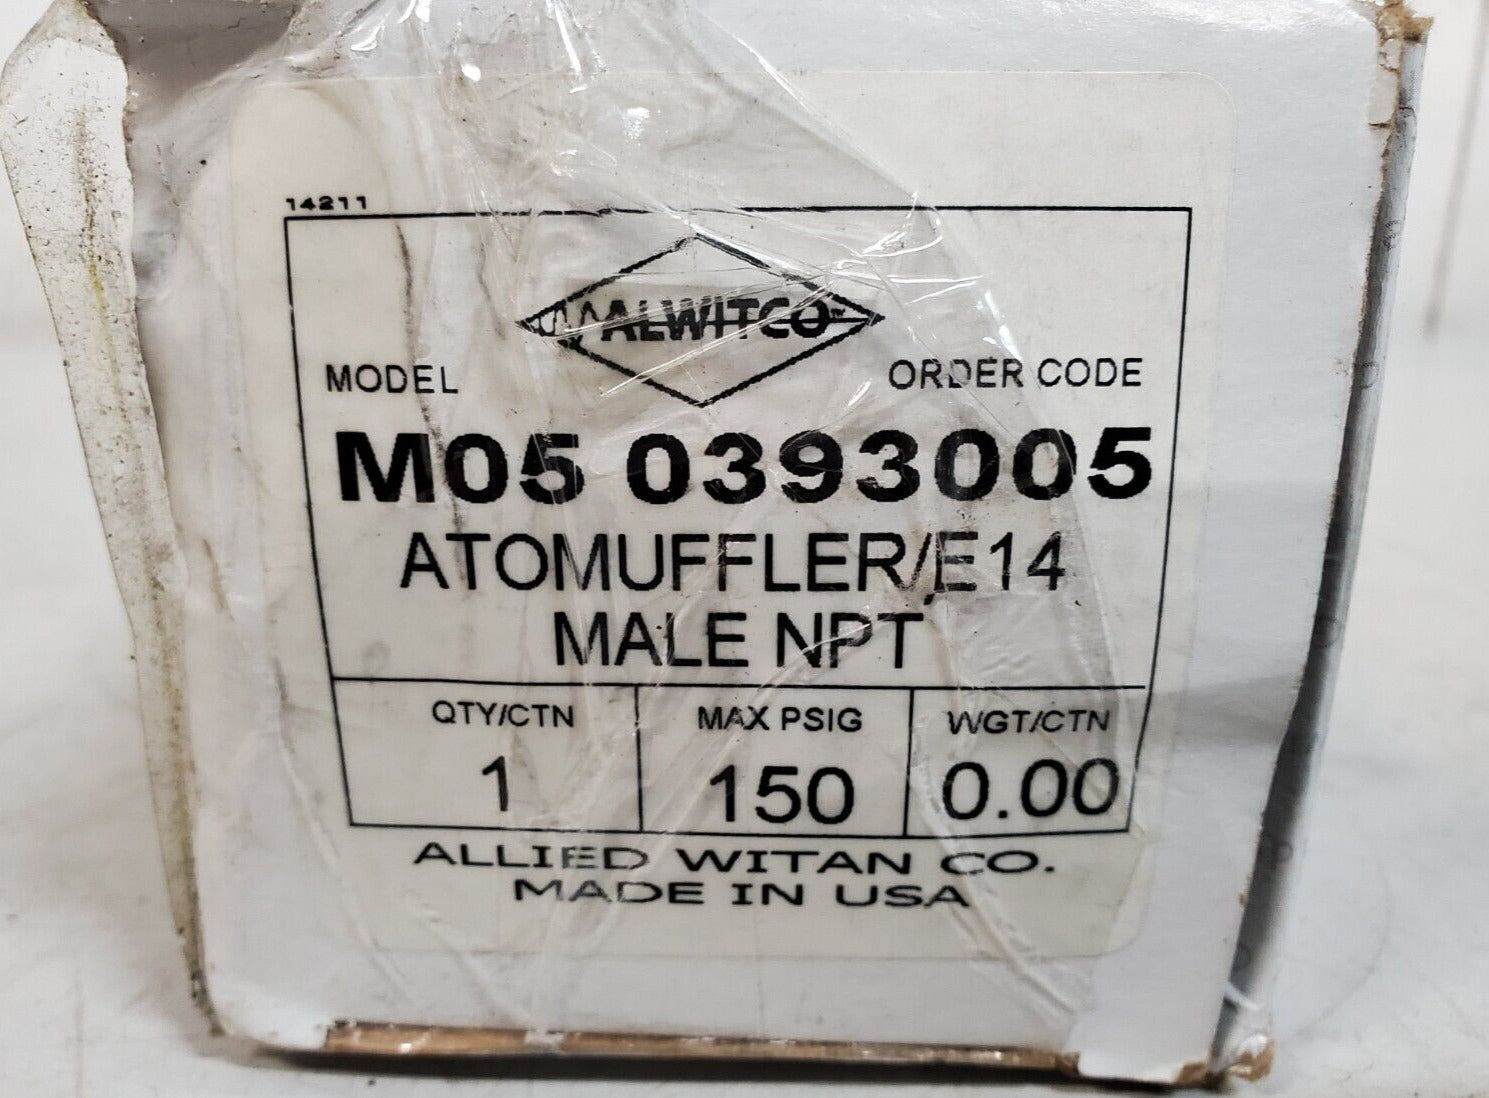 14211
ALWITCO
MODEL ORDER CODE
M05 0393005
ATOMUFFLER/E14
MALE NPT
QTY/CTN MAX PSIG WGT/CTN
1 150 0.00
ALLIED WITAN CO.
MADE IN USA